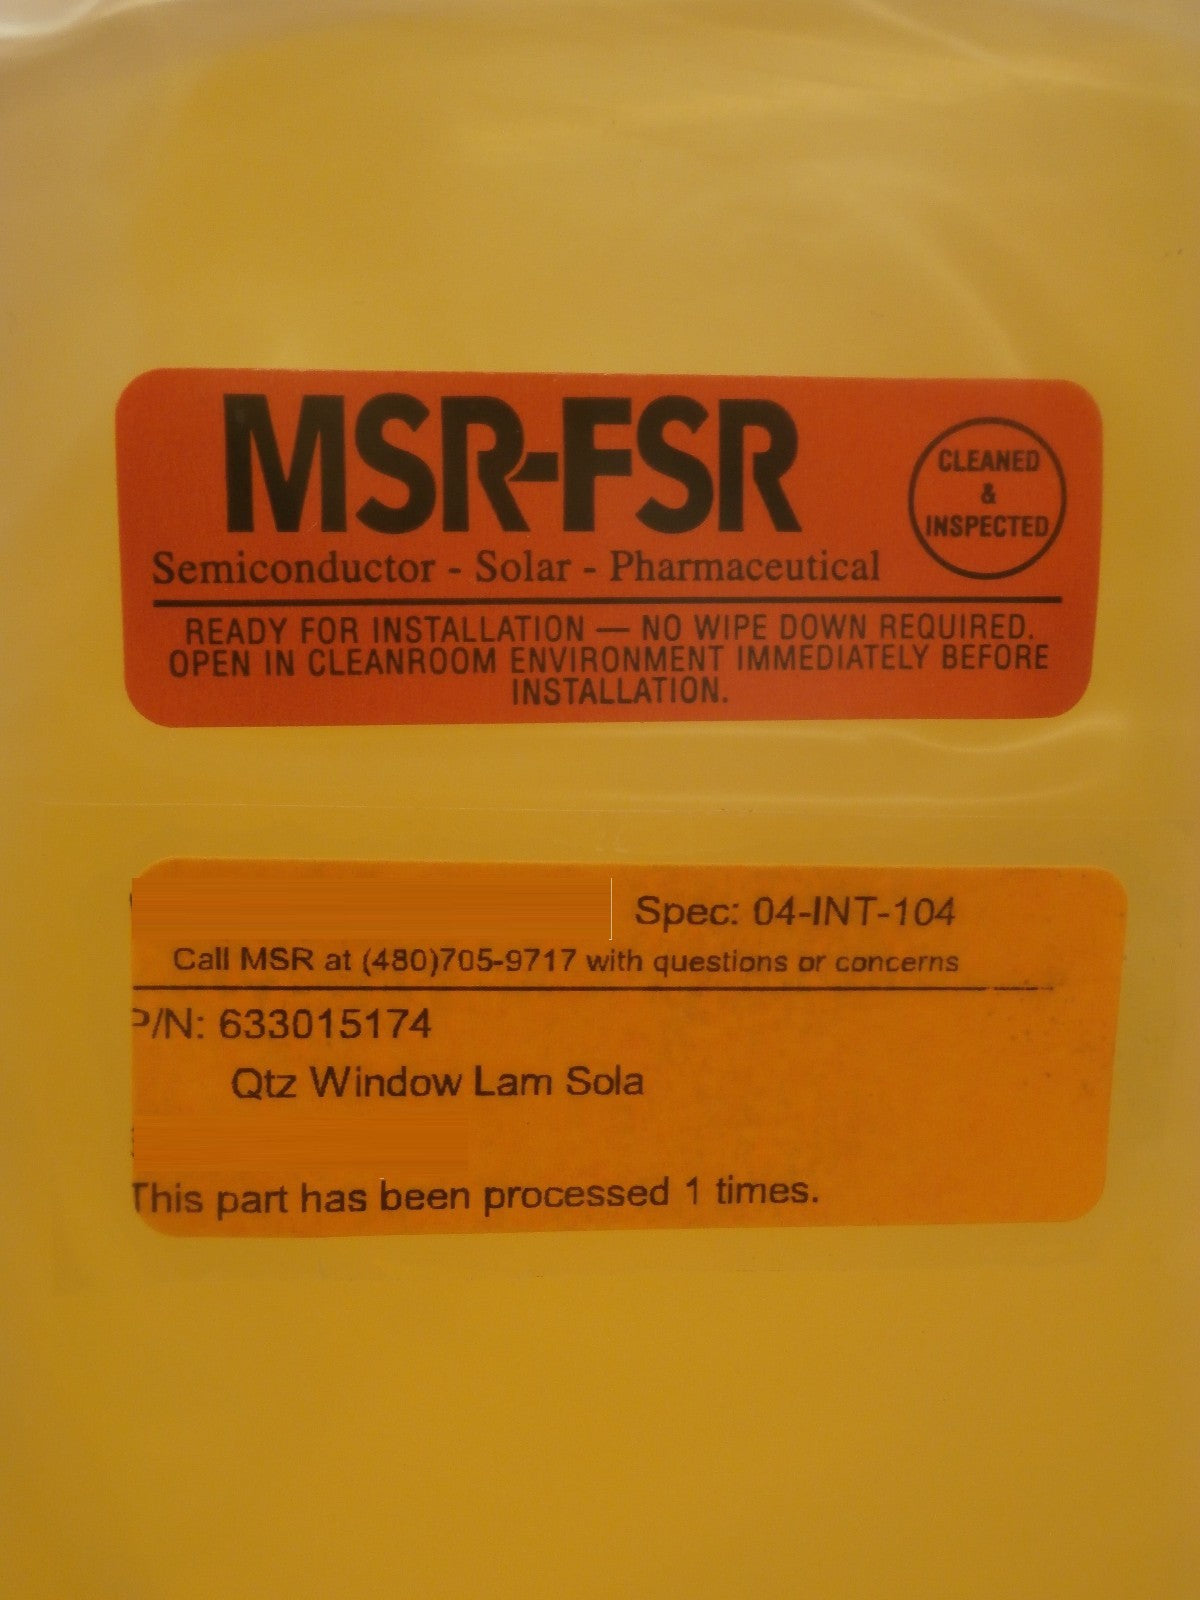 MSR-FSR
CLEANED
&
INSPECTED
Semiconductor - Solar - Pharmaceutical
READY FOR INSTALLATION — NO WIPE DOWN REQUIRED.
OPEN IN CLEANROOM ENVIRONMENT IMMEDIATELY BEFORE
INSTALLATION.
Spec: 04-INT-104
Call MSR at (480)705-9717 with questions or concerns
P/N: 633015174
Qtz Window Lam Sola
This part has been processed 1 times.